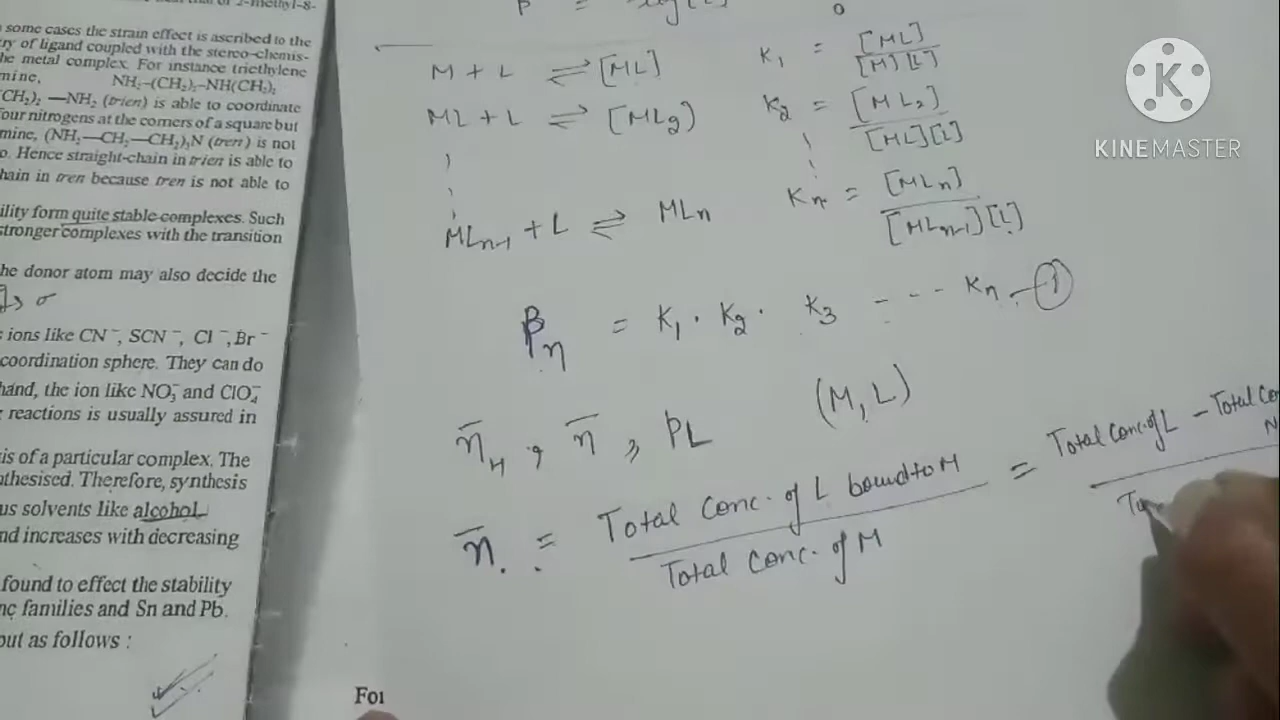 some cases the strain effect is ascribed to the
ry of ligand coupled with the stereo-chemis-
he metal complex. For instance triethylene
mine, NH₂–(CH₂)₂–NH(CH₂)₂
CH₂)₂ —NH₂ (trien) is able to coordinate
four nitrogens at the corners of a square but
mine, (NH₂—CH₂—CH₂)₃N (tren) is not
o. Hence straight-chain in trien is able to
hain in tren because tren is not able to
ility form quite stable complexes. Such
stronger complexes with the transition
he donor atom may also decide the
σ
ions like CN⁻, SCN⁻, Cl⁻, Br⁻
coordination sphere. They can do
hand, the ion like NO₃⁻ and ClO₄⁻
reactions is usually assured in
is of a particular complex. The
nthesised. Therefore, synthesis
us solvents like alcohol
nd increases with decreasing
found to effect the stability
families and Sn and Pb.
out as follows :
M + L ⇌ [ML] K₁ = [ML] / [M][L]
ML + L ⇌ [ML₂) K₂ = [ML₂] / [ML][L]
MLn-1 + L ⇌ MLn Kn = [MLn] / [MLn-1][L]
βn = K₁ · K₂ · K₃ - - - - Kn - ①
n̄H, n̄, PL (M, L)
n̄ = Total Conc. of L bound to M / Total Conc. of M = Total Conc. of L – Total Co
KINEMASTER